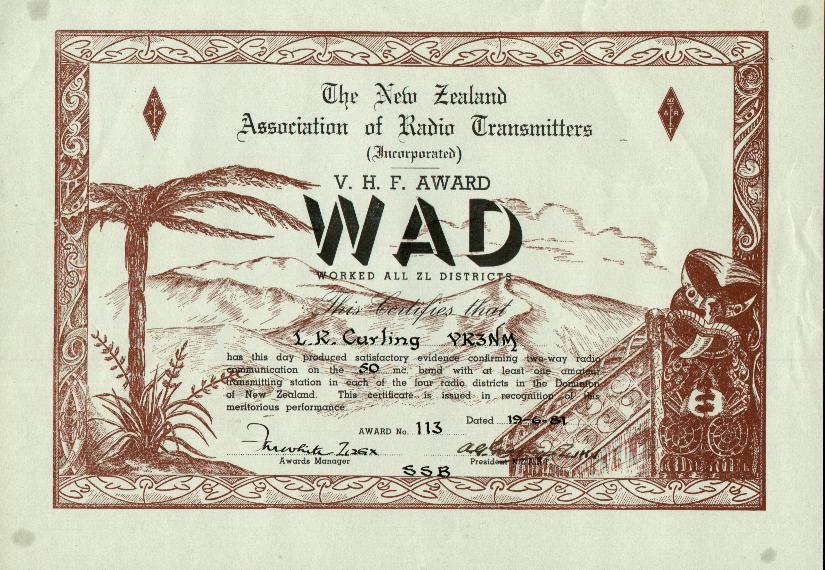 The New Zealand
Association of Radio Transmitters
(Incorporated)
V. H. F. AWARD
WAD
WORKED ALL ZL DISTRICTS
This Certifies that
L.R. Curling VK3NM
has this day produced satisfactory evidence confirming two-way radio
communication on the 50 mc. band with at least one amateur
transmitting station in each of the four radio districts in the Dominion
of New Zealand. This certificate is issued in recognition of this
meritorious performance
Dated 19-6-81
AWARD No. 113
Awards Manager
President N.Z.A.R.T.
SSB